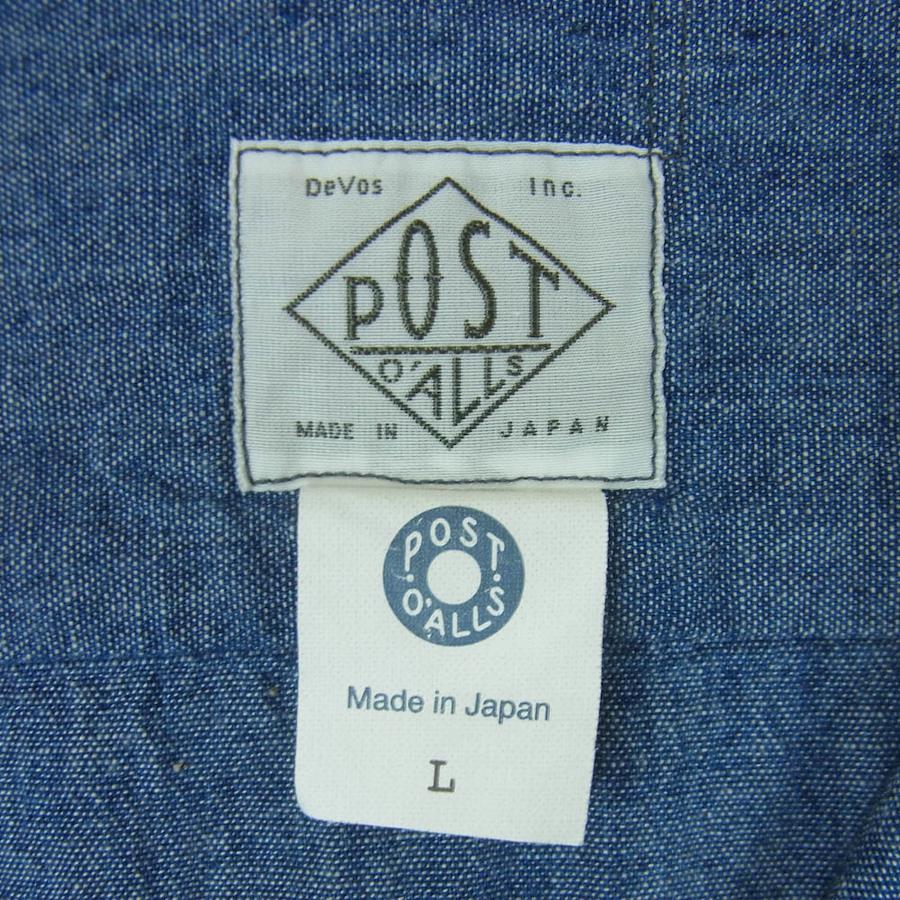 DeVos Inc.
POST
O'ALLS
MADE IN JAPAN
POST
O'ALLS
Made in Japan
L